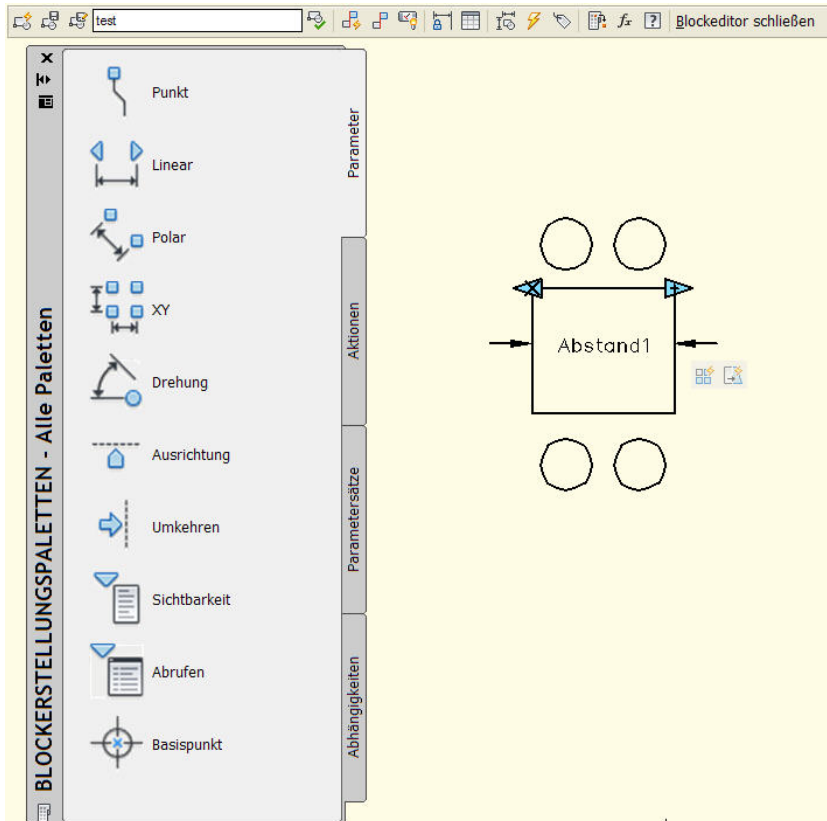 test
fx
?
Blockeditor schließen
BLOCKERSTELLUNGSPALETTEN - Alle Paletten
Punkt
Linear
Polar
XY
Drehung
Ausrichtung
Umkehren
Sichtbarkeit
Abrufen
Basispunkt
Parameter
Aktionen
Parametersätze
Abhängigkeiten
Abstand1